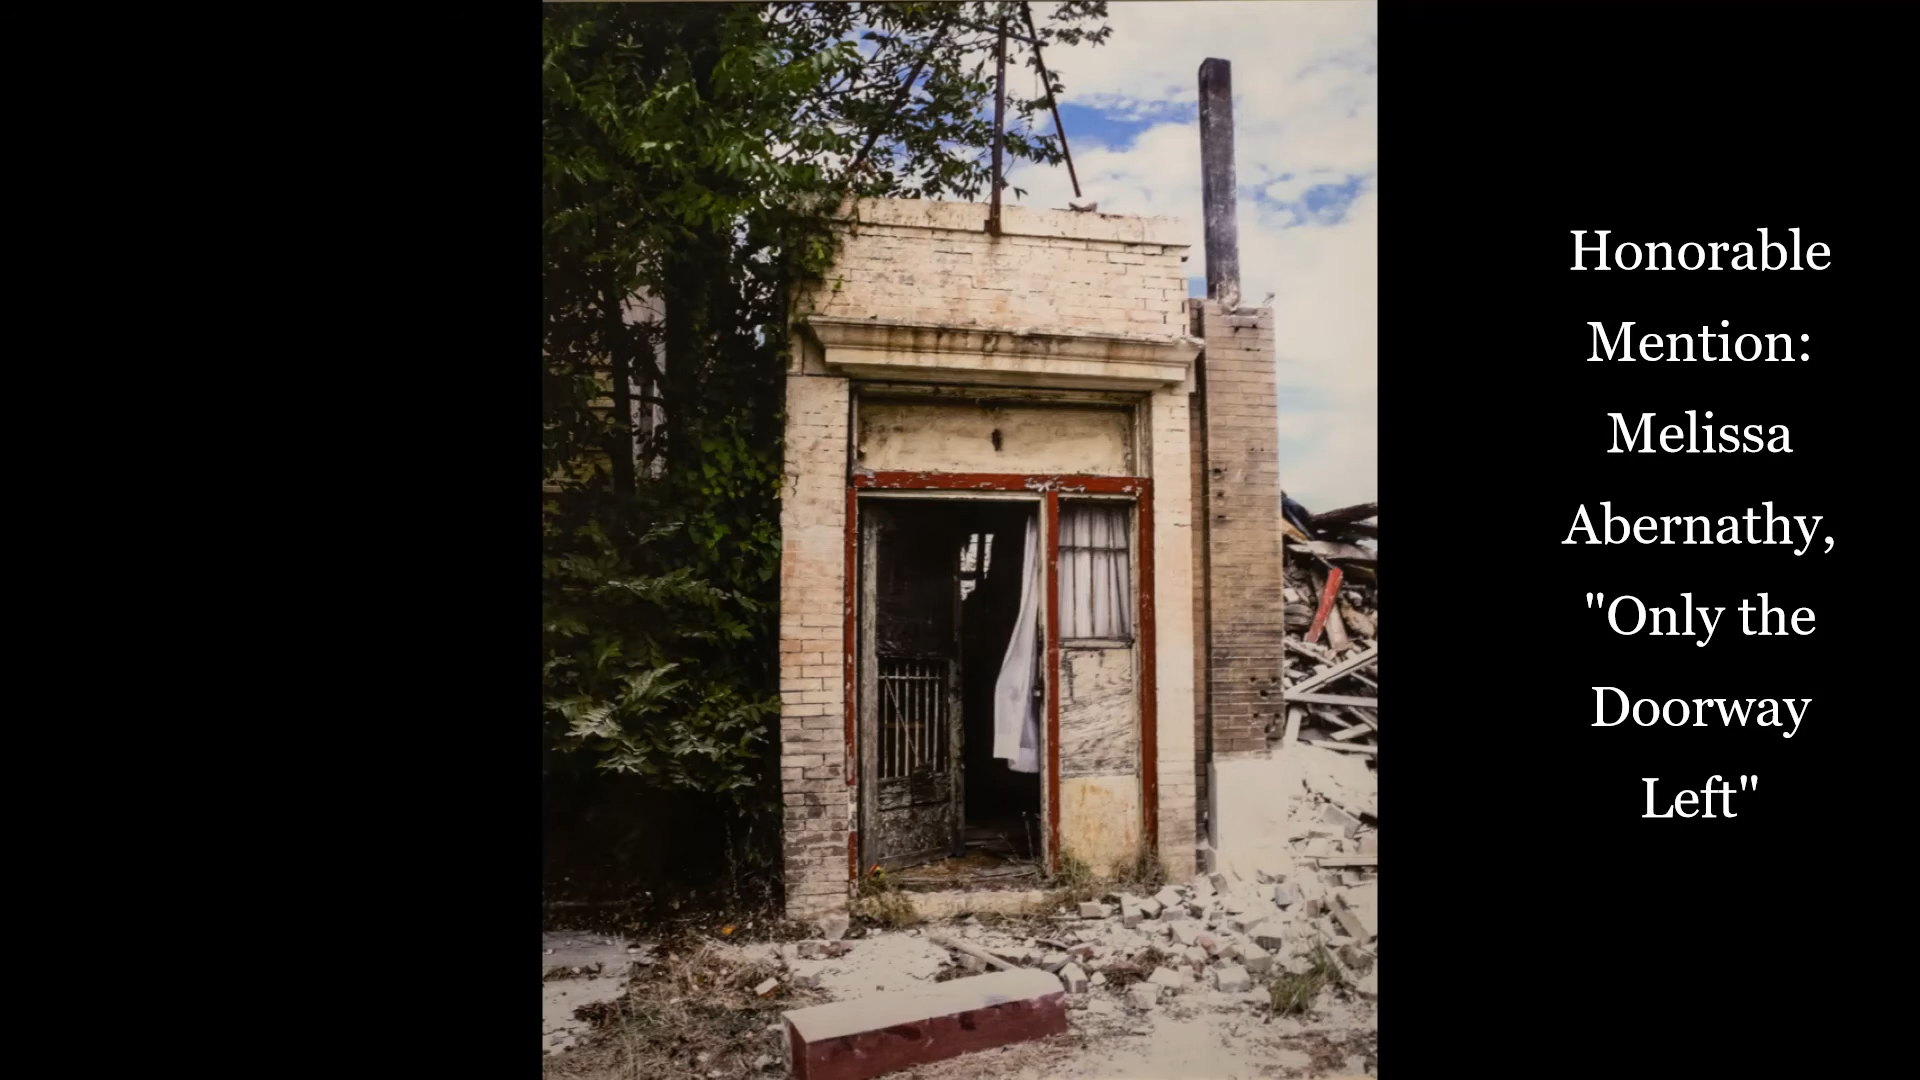 Honorable
Mention:
Melissa
Abernathy,
"Only the
Doorway
Left"